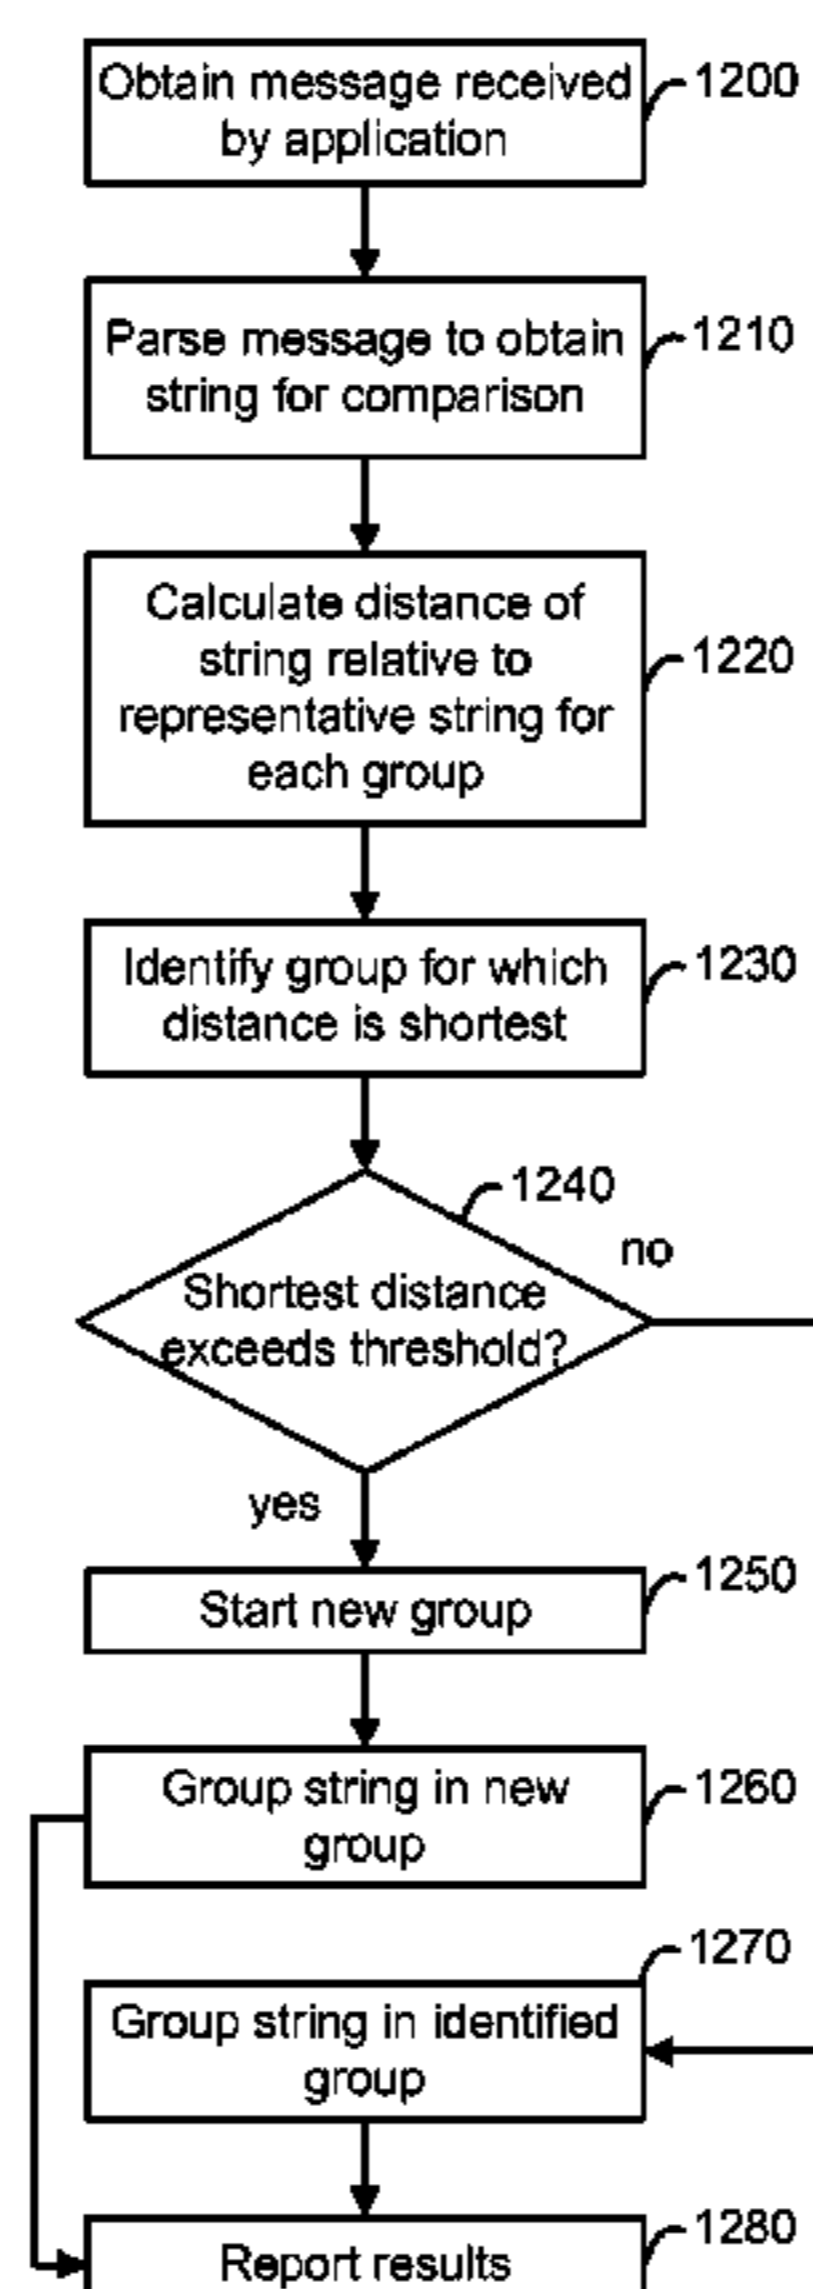 Obtain message received
by application
1200
Parse message to obtain
string for comparison
1210
Calculate distance of
string relative to
representative string for
each group
1220
Identify group for which
distance is shortest
1230
1240
no
Shortest distance
exceeds threshold?
yes
Start new group
1250
Group string in new
group
1260
1270
Group string in identified
group
Report results
1280